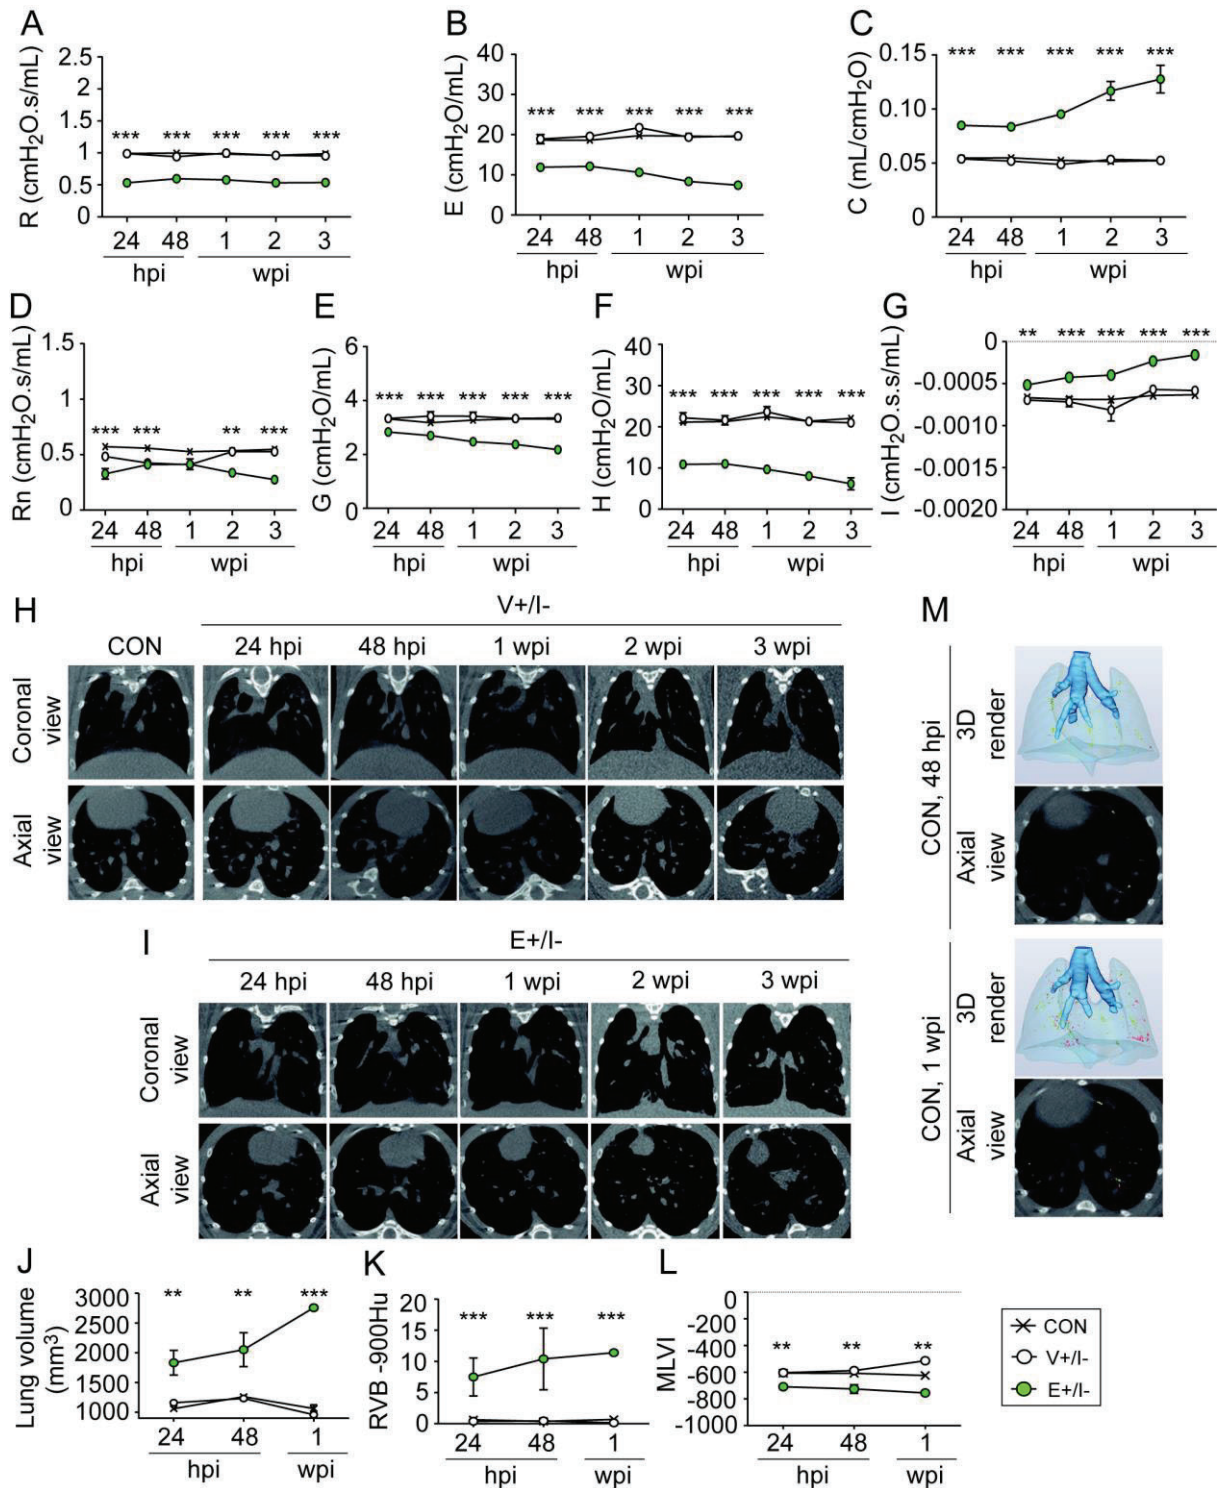 A
R (cmH2O.s/mL)
2.5
2
1.5
1
0.5
0
*** *** *** *** ***
24 48 1 2 3
hpi wpi
B
E (cmH2O/mL)
40
30
20
10
0
*** *** *** *** ***
24 48 1 2 3
hpi wpi
C
C (mL/cmH2O)
0.15
0.10
0.05
0
*** *** *** *** ***
24 48 1 2 3
hpi wpi
D
Rn (cmH2O.s/mL)
1.5
1
0.5
0
*** *** ** ***
24 48 1 2 3
hpi wpi
E
G (cmH2O/mL)
6
4
2
0
*** *** *** *** ***
24 48 1 2 3
hpi wpi
F
H (cmH2O/mL)
40
30
20
10
0
*** *** *** *** ***
24 48 1 2 3
hpi wpi
G
I (cmH2O.s.s/mL)
** *** *** *** ***
0
-0.0005
-0.0010
-0.0015
-0.0020
24 48 1 2 3
hpi wpi
H
V+/I-
CON 24 hpi 48 hpi 1 wpi 2 wpi 3 wpi
Coronal
view
Axial
view
I
E+/I-
24 hpi 48 hpi 1 wpi 2 wpi 3 wpi
Coronal
view
Axial
view
M
CON, 48 hpi
3D
render
Axial
view
CON, 1 wpi
3D
render
Axial
view
J
Lung volume
(mm3)
3000
2500
2000
1500
1000
** ** ***
24 48 1
hpi wpi
K
RVB -900Hu
20
15
10
5
0
*** *** ***
24 48 1
hpi wpi
L
MLVI
0
-200
-400
-600
-800
-1000
** ** **
24 48 1
hpi wpi
CON
V+/I-
E+/I-